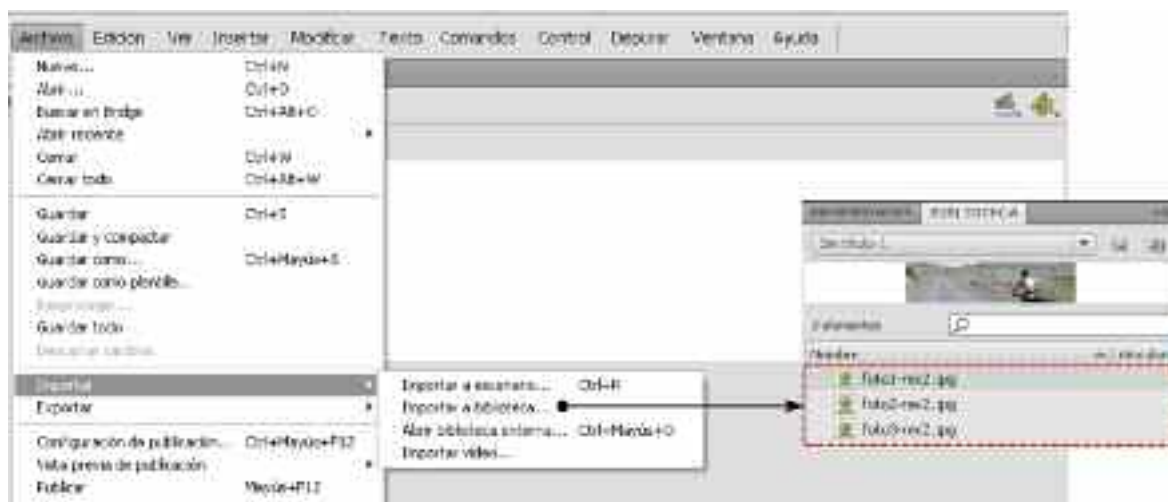 Archivo Edición Ver Insertar Modificar Texto Comandos Control Depurar Ventana Ayuda
Nuevo... Ctrl+N
Abrir... Ctrl+O
Buscar en Bridge Ctrl+Alt+O
Abrir reciente
Cerrar Ctrl+W
Cerrar todo Ctrl+Alt+W
Guardar Ctrl+S
Guardar y compactar
Guardar como... Ctrl+Mayús+S
Guardar como plantilla...
Guardar todo
Importar
Exportar
Configuración de publicación... Ctrl+Mayús+F12
Vista previa de publicación
Publicar Mayús+F12
Importar a escenario... Ctrl+R
Importar a biblioteca...
Abrir biblioteca externa... Ctrl+Mayús+O
Importar vídeo...
BIBLIOTECA
Sin título-1
3 elementos
Nombre
foto1-rec2.jpg
foto2-rec2.jpg
foto3-rec2.jpg